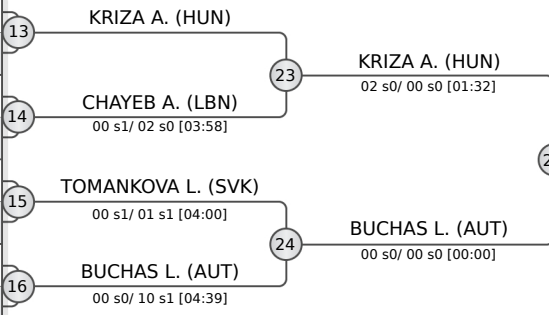 KRIZA A. (HUN)
13
23
KRIZA A. (HUN)
02 s0/ 00 s0 [01:32]
CHAYEB A. (LBN)
14
00 s1/ 02 s0 [03:58]
TOMANKOVA L. (SVK)
15
00 s1/ 01 s1 [04:00]
24
BUCHAS L. (AUT)
00 s0/ 00 s0 [00:00]
BUCHAS L. (AUT)
16
00 s0/ 10 s1 [04:39]